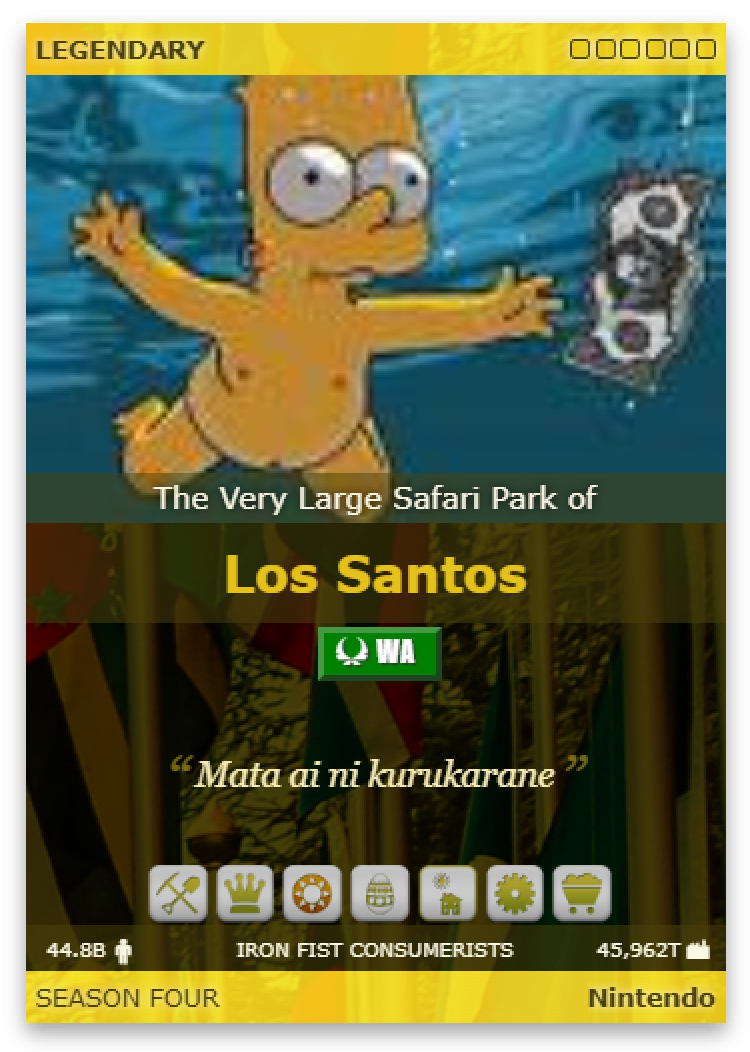 LEGENDARY
The Very Large Safari Park of
Los Santos
WA
“Mata ai ni kurukarane”
44.8B IRON FIST CONSUMERISTS 45,962T
SEASON FOUR Nintendo